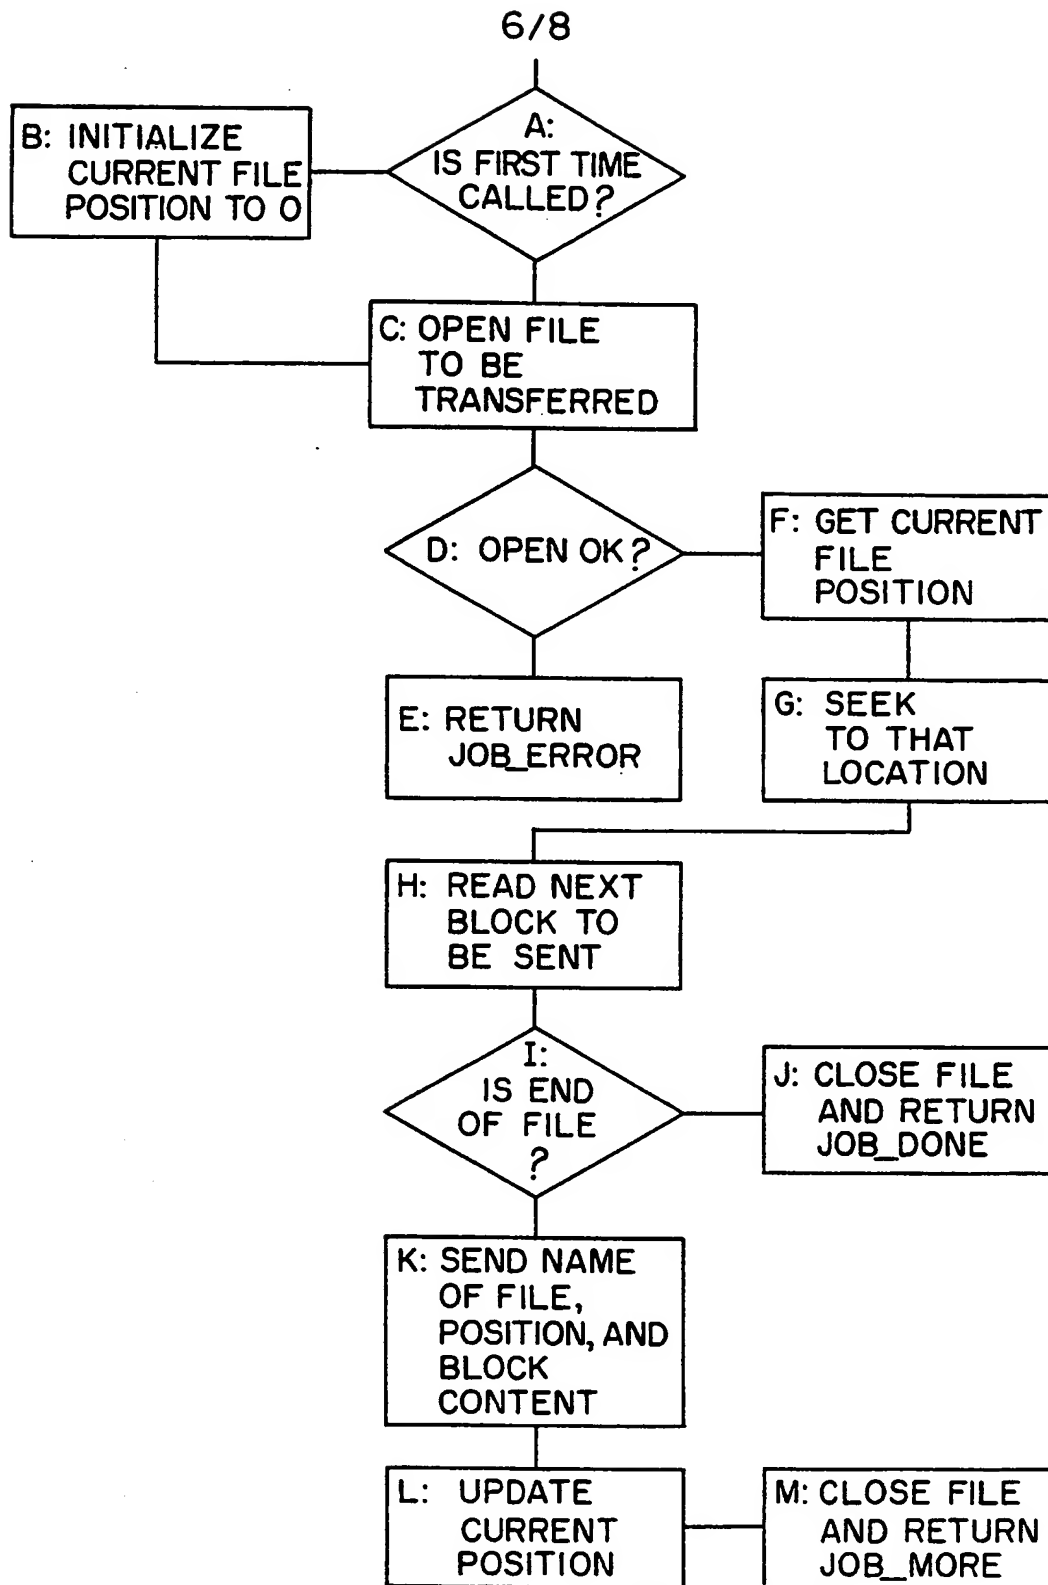 6/8
A:
IS FIRST TIME
CALLED?
B: INITIALIZE
CURRENT FILE
POSITION TO 0
C: OPEN FILE
TO BE
TRANSFERRED
D: OPEN OK?
F: GET CURRENT
FILE
POSITION
E: RETURN
JOB_ERROR
G: SEEK
TO THAT
LOCATION
H: READ NEXT
BLOCK TO
BE SENT
I:
IS END
OF FILE
?
J: CLOSE FILE
AND RETURN
JOB_DONE
K: SEND NAME
OF FILE,
POSITION, AND
BLOCK
CONTENT
L: UPDATE
CURRENT
POSITION
M: CLOSE FILE
AND RETURN
JOB_MORE